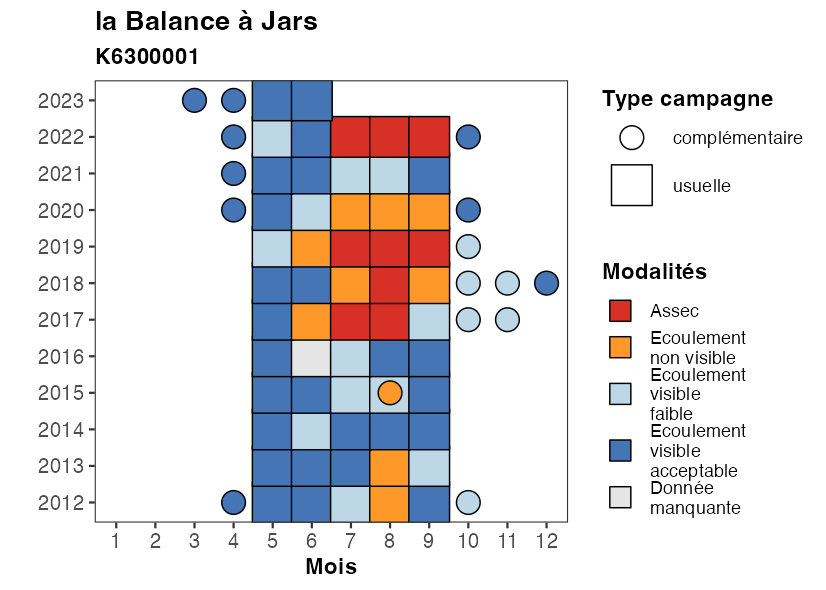 la Balance à Jars
K6300001
2023
2022
2021
2020
2019
2018
2017
2016
2015
2014
2013
2012
1 2 3 4 5 6 7 8 9 10 11 12
Mois
Type campagne
complémentaire
usuelle
Modalités
Assec
Ecoulement
non visible
Ecoulement
visible
faible
Ecoulement
visible
acceptable
Donnée
manquante